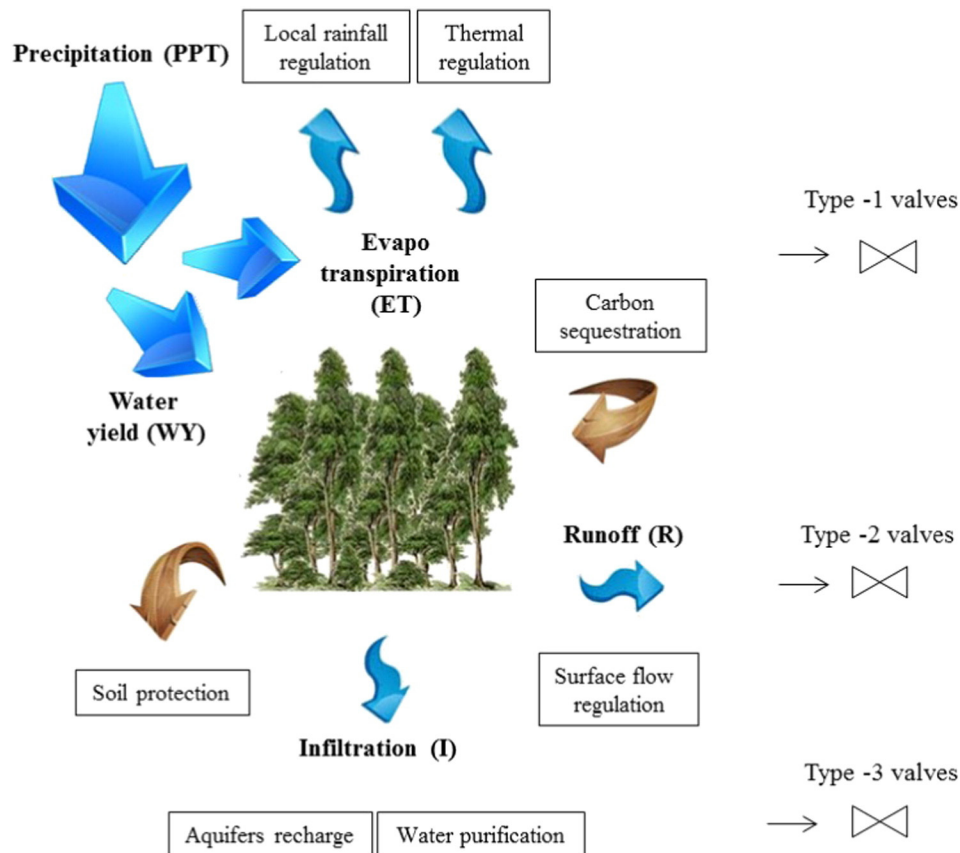 Precipitation (PPT)
Local rainfall
regulation
Thermal
regulation
Type -1 valves
Evapo
transpiration
(ET)
Carbon
sequestration
Water
yield (WY)
Runoff (R)
Type -2 valves
Soil protection
Surface flow
regulation
Infiltration (I)
Type -3 valves
Aquifers recharge
Water purification